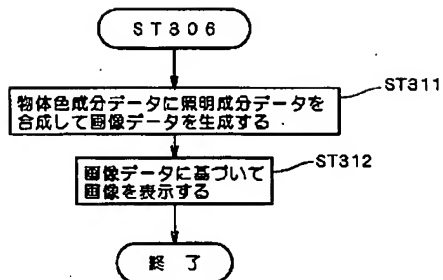 ST306
ST311
物体色成分データに照明成分データを
合成して画像データを生成する
ST312
画像データに基づいて
画像を表示する
終了